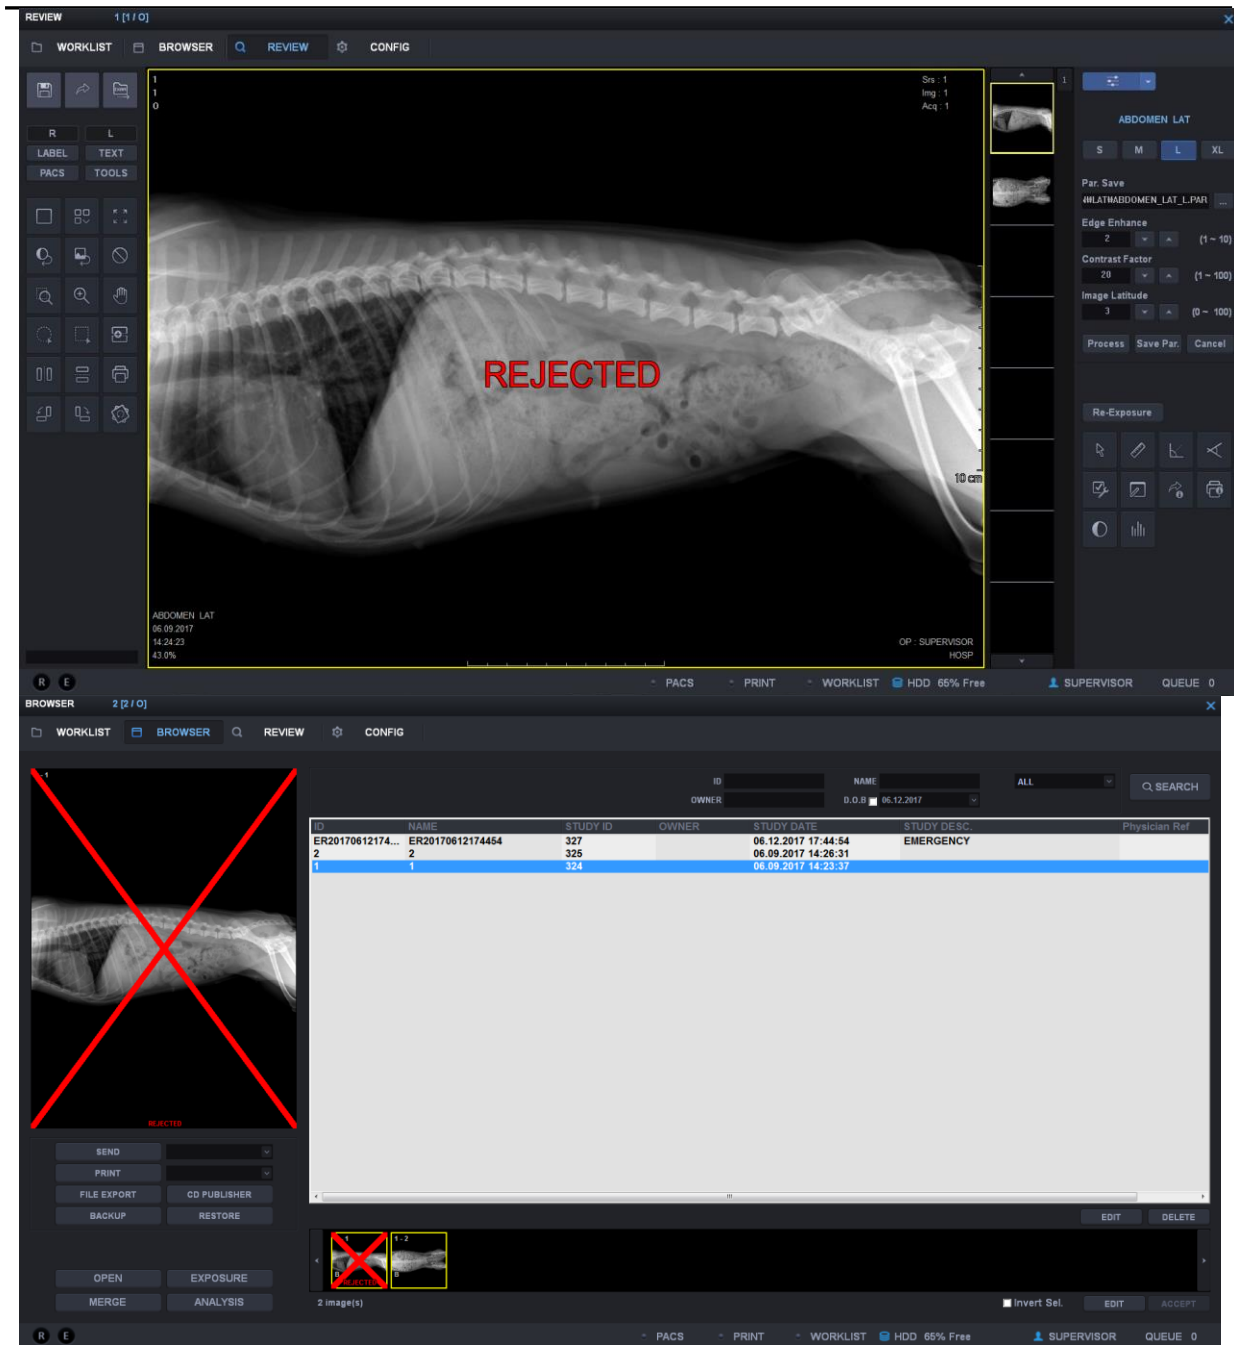 REVIEW 1 [1 / O]
WORKLIST BROWSER REVIEW CONFIG
1
1
O
Srs : 1
Img : 1
Acq : 1
1
ABDOMEN LAT
S M L XL
R L
LABEL TEXT
PACS TOOLS
Par. Save
ABDOMEN_LAT_L.PAR ...
Edge Enhance
2 (1 ~ 10)
Contrast Factor
20 (1 ~ 100)
Image Latitude
3 (0 ~ 100)
Process Save Par. Cancel
REJECTED
Re-Exposure
10 cm
ABDOMEN LAT
06.09.2017
14:24:23
43.0%
OP : SUPERVISOR
HOSP
R E
PACS PRINT WORKLIST HDD 65% Free SUPERVISOR QUEUE 0
BROWSER 2 [2 / O]
WORKLIST BROWSER REVIEW CONFIG
ID NAME ALL SEARCH
OWNER D.O.B 06.12.2017
ID NAME STUDY ID OWNER STUDY DATE STUDY DESC. Physician Ref
ER20170612174... ER20170612174454 327 06.12.2017 17:44:54 EMERGENCY
2 2 325 06.09.2017 14:26:31
1 1 324 06.09.2017 14:23:37
REJECTED
SEND
PRINT
FILE EXPORT CD PUBLISHER
BACKUP RESTORE
EDIT DELETE
1 - 2
B B
REJECTED
OPEN EXPOSURE
MERGE ANALYSIS
2 image(s) Invert Sel. EDIT ACCEPT
R E
PACS PRINT WORKLIST HDD 65% Free SUPERVISOR QUEUE 0